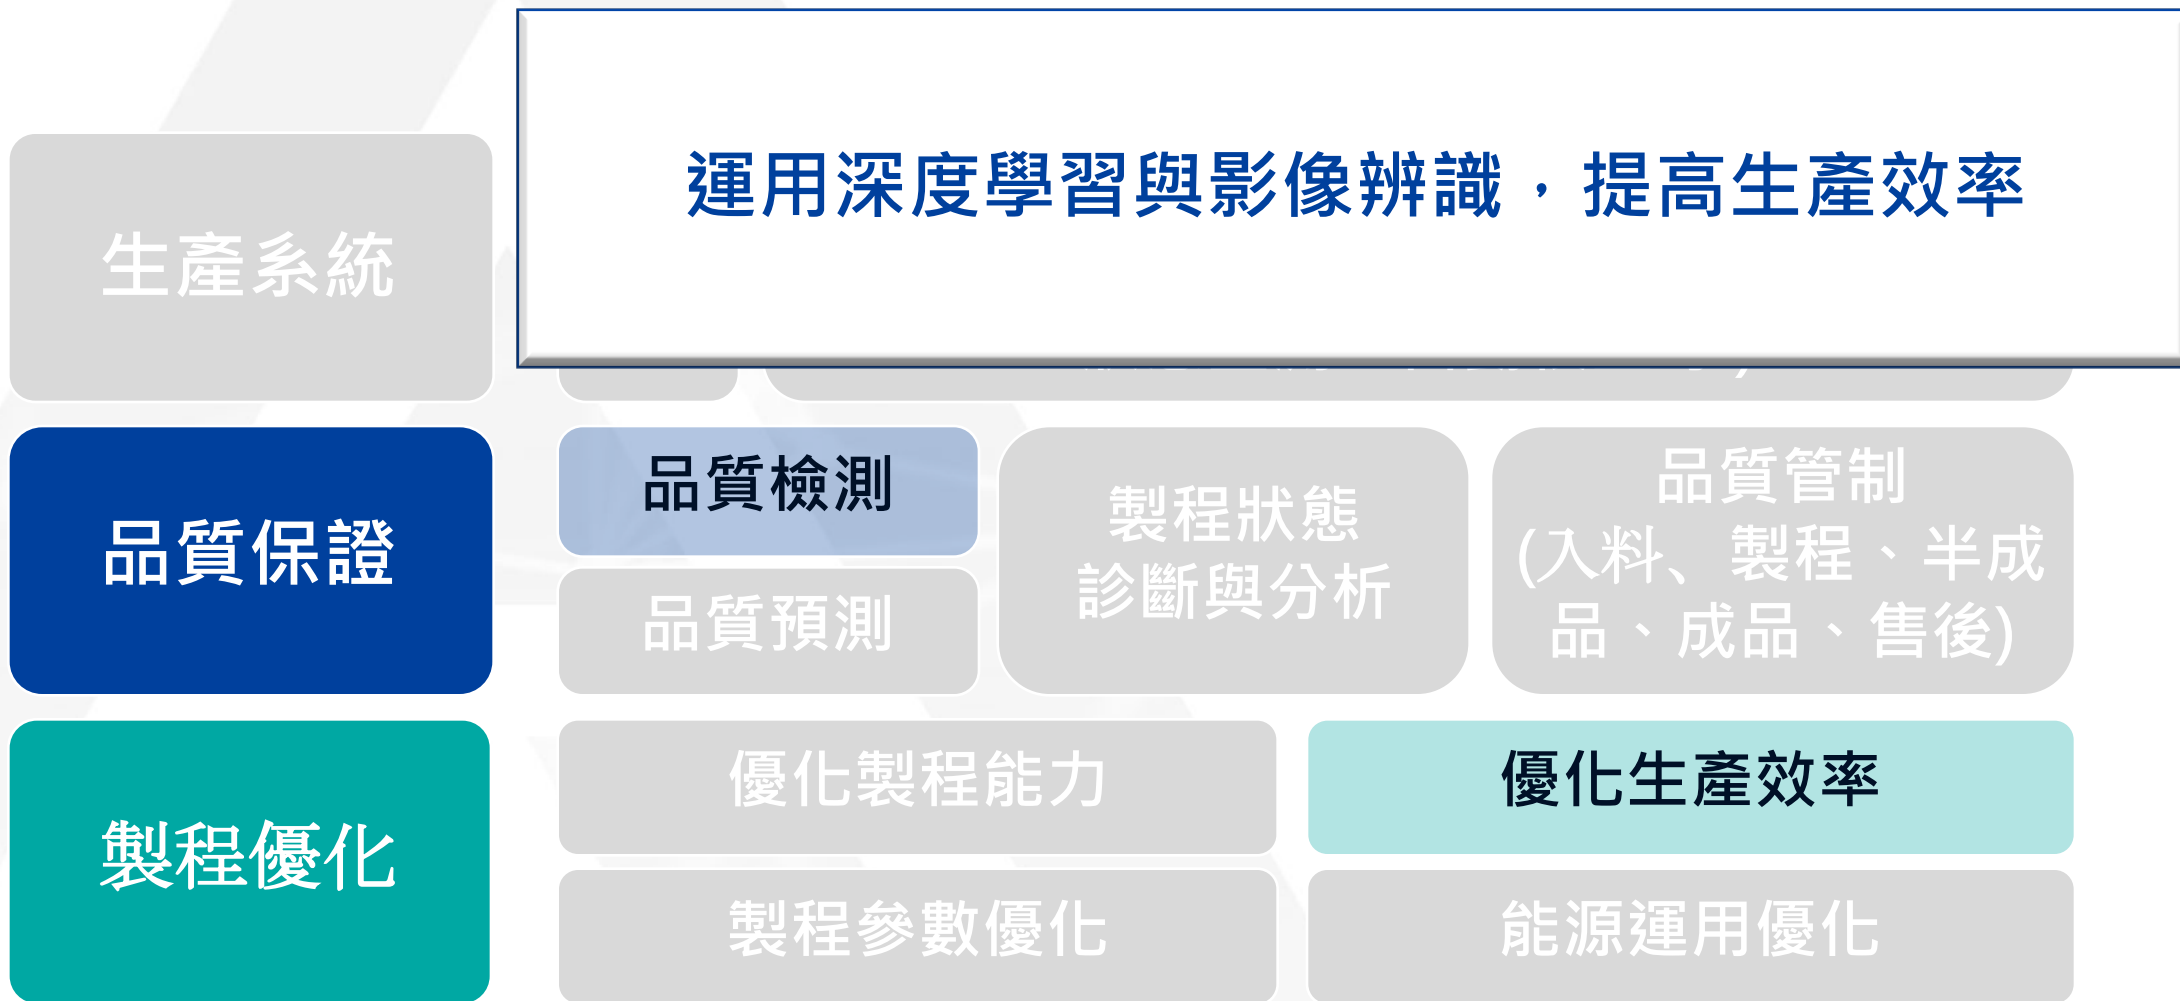 運用深度學習與影像辨識，提高生產效率
生產系統
品質保證
品質檢測
品質預測
製程狀態
診斷與分析
品質管制
(入料、製程、半成
品、成品、售後)
製程優化
優化製程能力
優化生產效率
製程參數優化
能源運用優化